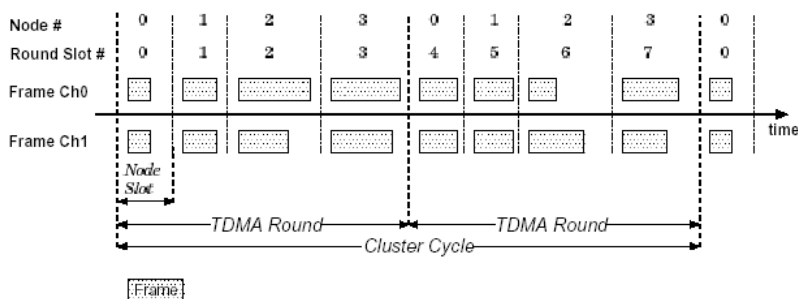 Node # 0 1 2 3 0 1 2 3 0
Round Slot # 0 1 2 3 4 5 6 7 0
Frame Ch0
time
Frame Ch1
Node
Slot
TDMA Round TDMA Round
Cluster Cycle
Frame